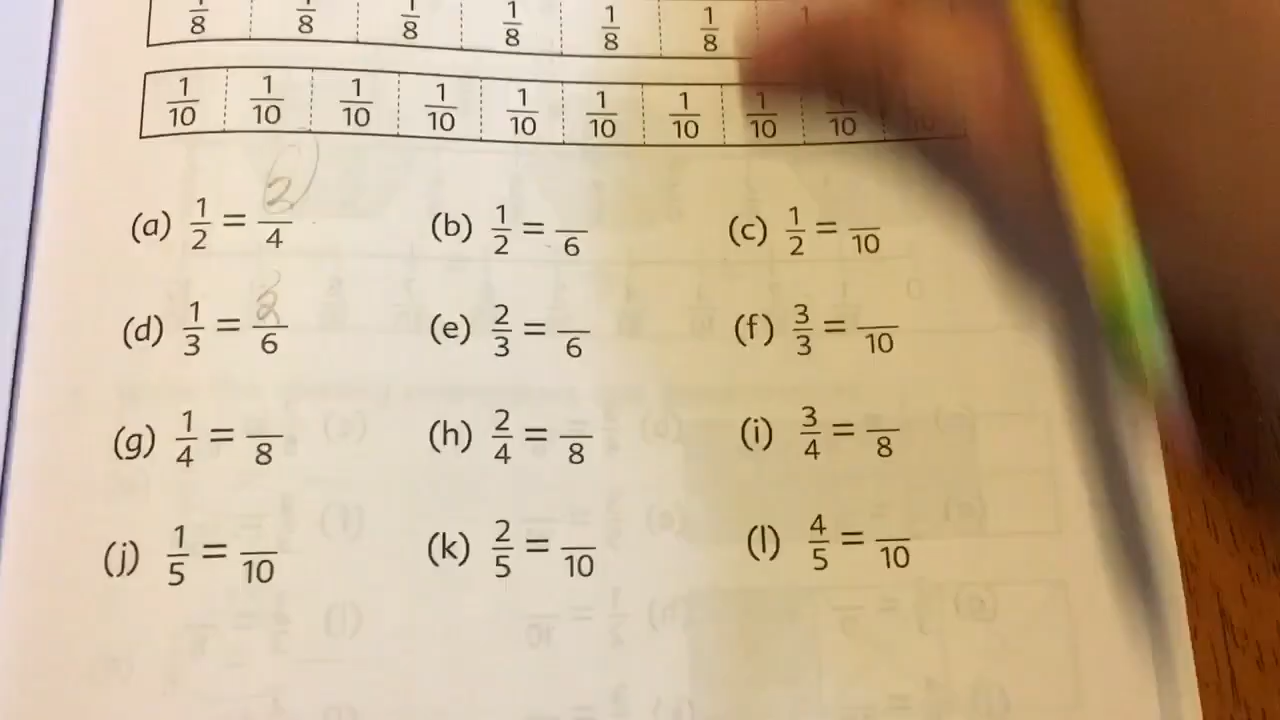 1/8 1/8 1/8 1/8 1/8 1/8 1
1/10 1/10 1/10 1/10 1/10 1/10 1/10 1/10 1/10 10
(a) 1/2 = 2/4 (b) 1/2 = /6 (c) 1/2 = /10
(d) 1/3 = 2/6 (e) 2/3 = /6 (f) 3/3 = /10
(g) 1/4 = /8 (h) 2/4 = /8 (i) 3/4 = /8
(j) 1/5 = /10 (k) 2/5 = /10 (l) 4/5 = /10